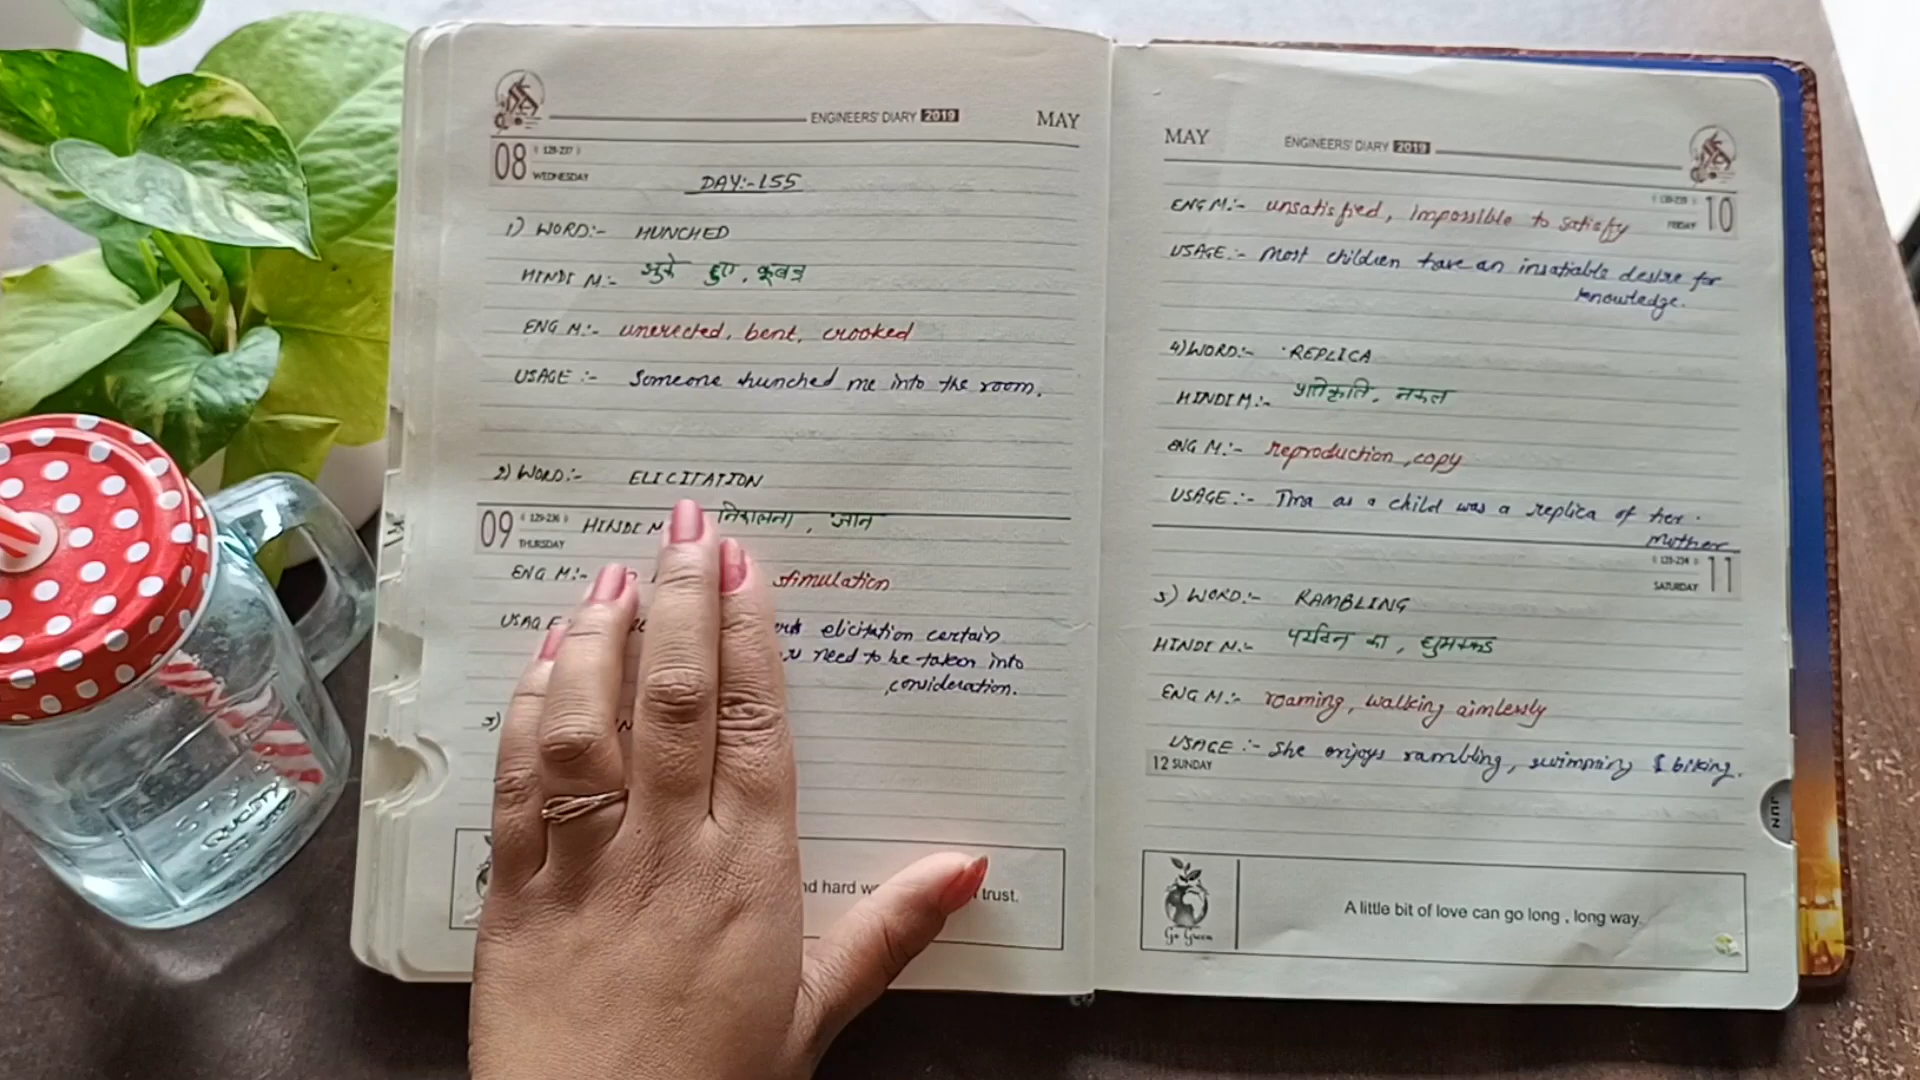 ENGINEERS' DIARY 2019 MAY
08 WEDNESDAY
DAY:- 155
1) WORD:- HUNCHED
HINDI M:- झुके हुए, कूबड़
ENG M:- unerected, bent, crooked
USAGE:- Someone hunched me into the room.
2) WORD:- ELICITATION
09 THURSDAY
HINDI M
ENG M:- stimulation
USAGE elicitation certain
need to be taken into
consideration.
3)
nd hard trust.
MAY ENGINEERS' DIARY 2019
10 FRIDAY
ENG M:- unsatisfied, impossible to satisfy
USAGE:- Most children have an insatiable desire for
knowledge.
4) WORD:- REPLICA
HINDI M:- प्रतिकृति, नकल
ENG M:- reproduction, copy
USAGE:- Tina as a child was a replica of her
mother
11 SATURDAY
5) WORD:- RAMBLING
HINDI M:- पर्यटन का, घुमक्कड़
ENG M:- roaming, walking aimlessly
USAGE:- She enjoys rambling, swimming & biking.
12 SUNDAY
JUN
Go Green
A little bit of love can go long , long way.